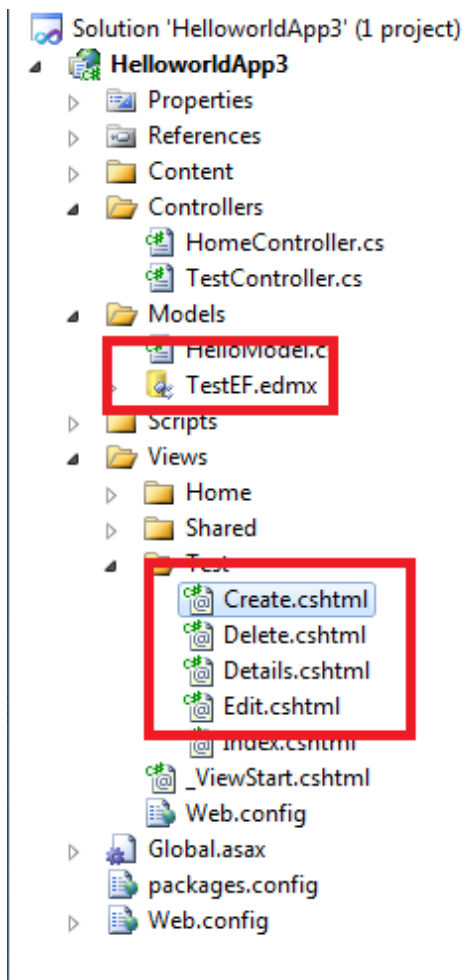 Solution 'HelloworldApp3' (1 project)
HelloworldApp3
Properties
References
Content
Controllers
HomeController.cs
TestController.cs
Models
HelloModel.c
TestEF.edmx
Scripts
Views
Home
Shared
Test
Create.cshtml
Delete.cshtml
Details.cshtml
Edit.cshtml
Index.cshtml
_ViewStart.cshtml
Web.config
Global.asax
packages.config
Web.config